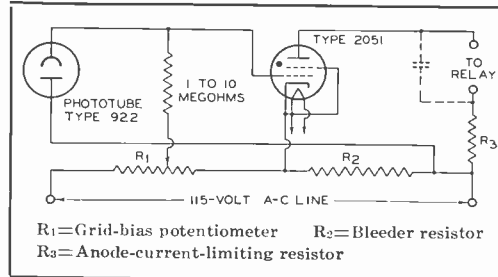 TYPE 2051
TO
RELAY
1 TO 10
MEGOHMS
PHOTOTUBE
TYPE 922
R3
R1
R2
115-VOLT A-C LINE
R1=Grid-bias potentiometer R2=Bleeder resistor
R3=Anode-current-limiting resistor